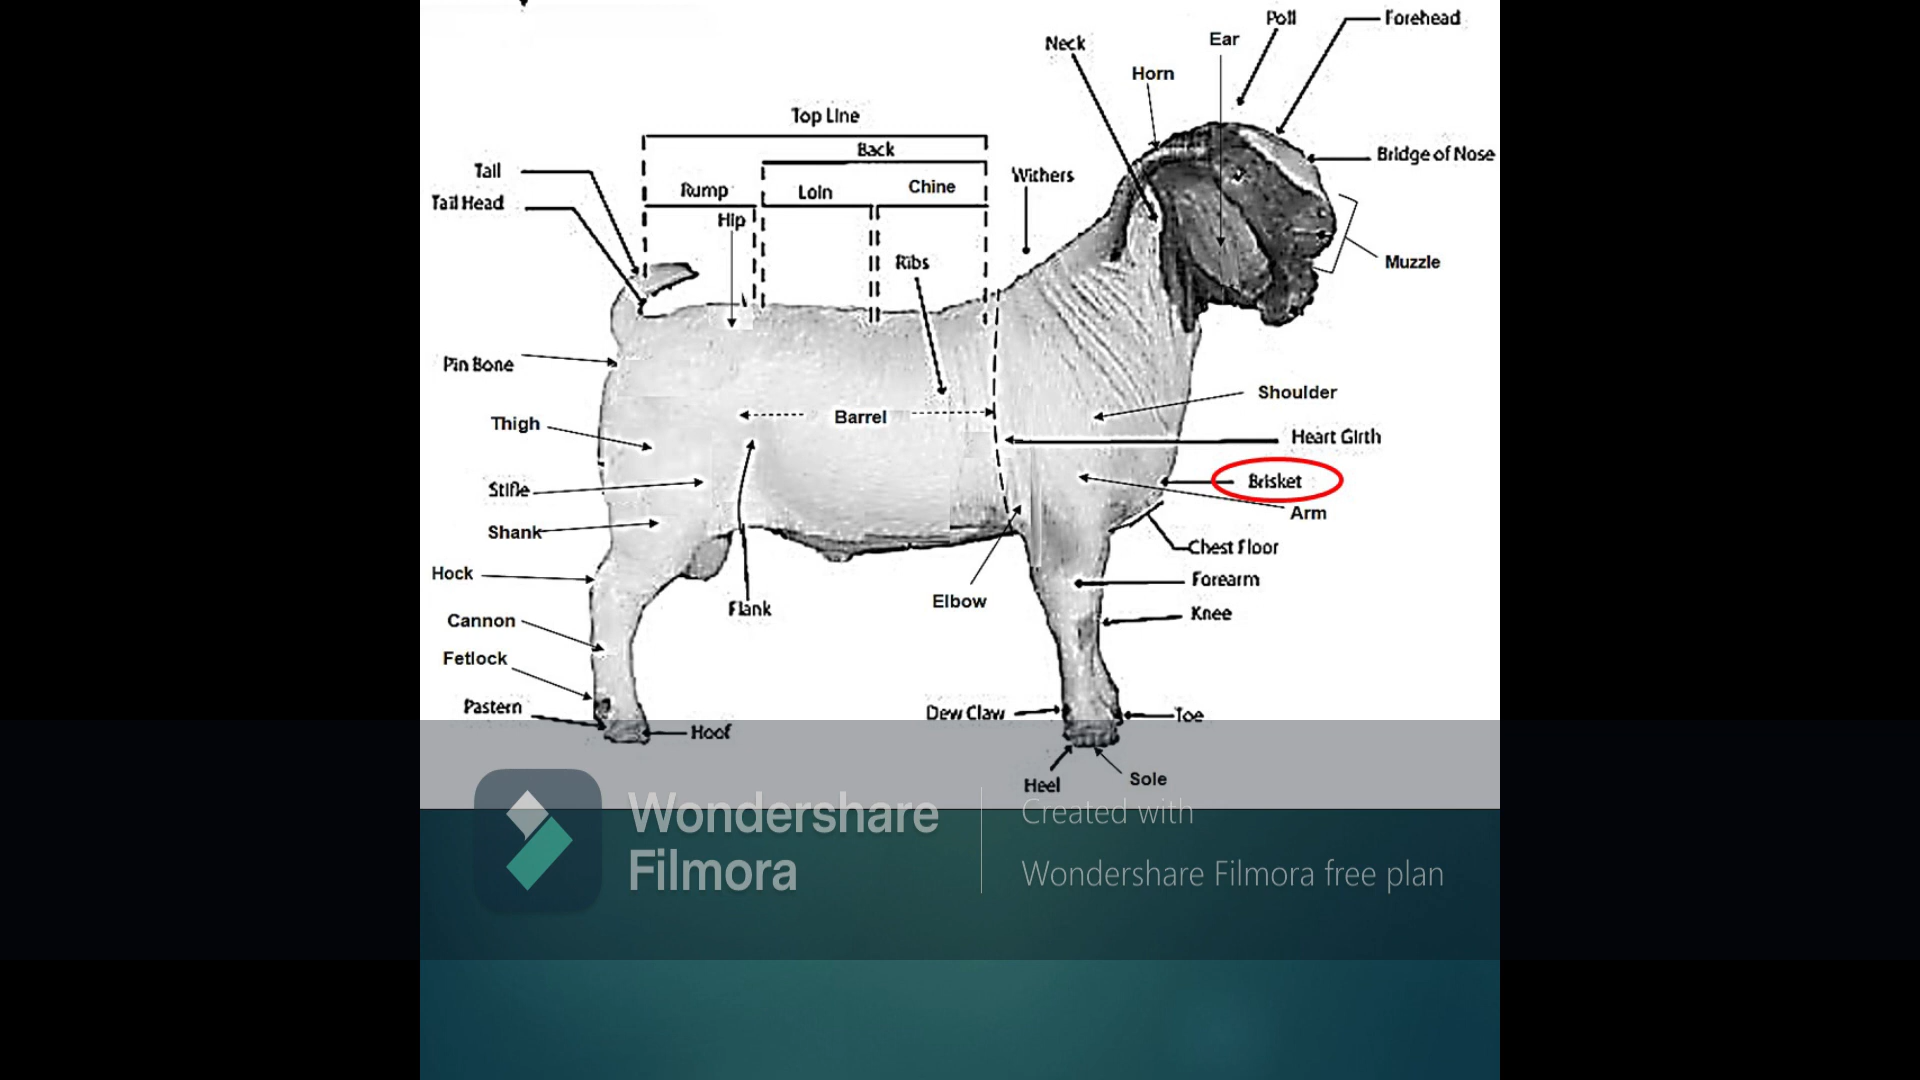 Poll
Forehead
Ear
Neck
Horn
Top Line
Back
Bridge of Nose
Tail
Withers
Rump
Loin
Chine
Tail Head
Hip
Ribs
Muzzle
Pin Bone
Shoulder
Barrel
Thigh
Heart Girth
Brisket
Stifle
Arm
Shank
Chest Floor
Hock
Forearm
Elbow
Flank
Knee
Cannon
Fetlock
Pastern
Dew Claw
Toe
Hoof
Heel
Sole
Wondershare
Filmora
Created with
Wondershare Filmora free plan